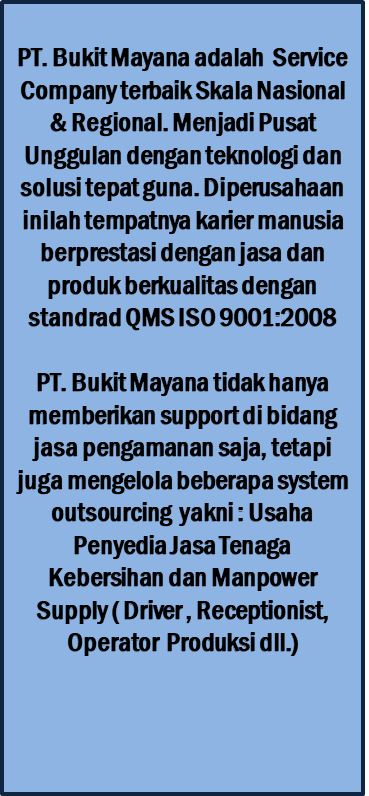 PT. Bukit Mayana adalah Service
Company terbaik Skala Nasional
& Regional. Menjadi Pusat
Unggulan dengan teknologi dan
solusi tepat guna. Diperusahaan
inilah tempatnya karier manusia
berprestasi dengan jasa dan
produk berkualitas dengan
standrad QMS ISO 9001:2008
PT. Bukit Mayana tidak hanya
memberikan support di bidang
jasa pengamanan saja, tetapi
juga mengelola beberapa system
outsourcing yakni : Usaha
Penyedia Jasa Tenaga
Kebersihan dan Manpower
Supply ( Driver , Receptionist,
Operator Produksi dll.)